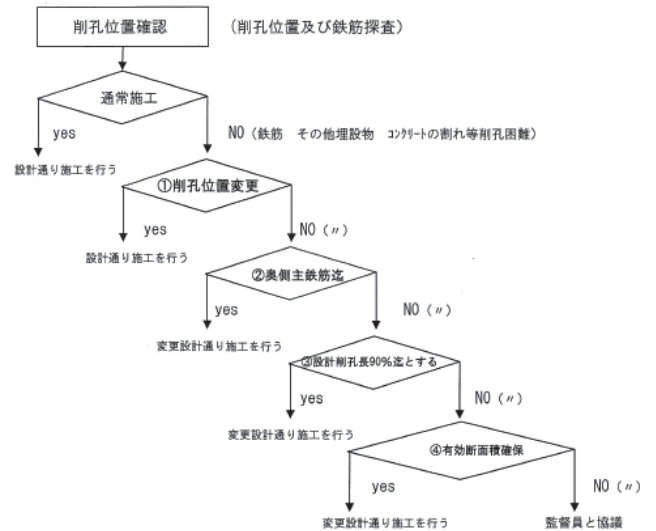 削孔位置確認 (削孔位置及び鉄筋探査)
通常施工
yes
NO (鉄筋 その他埋設物 コンクリートの割れ等削孔困難)
設計通り施工を行う
①削孔位置変更
yes
NO (〃)
設計通り施工を行う
②奥側主鉄筋迄
yes
NO (〃)
変更設計通り施工を行う
③設計削孔長90%迄とする
yes
NO (〃)
変更設計通り施工を行う
④有効断面積確保
yes
NO (〃)
変更設計通り施工を行う
監督員と協議